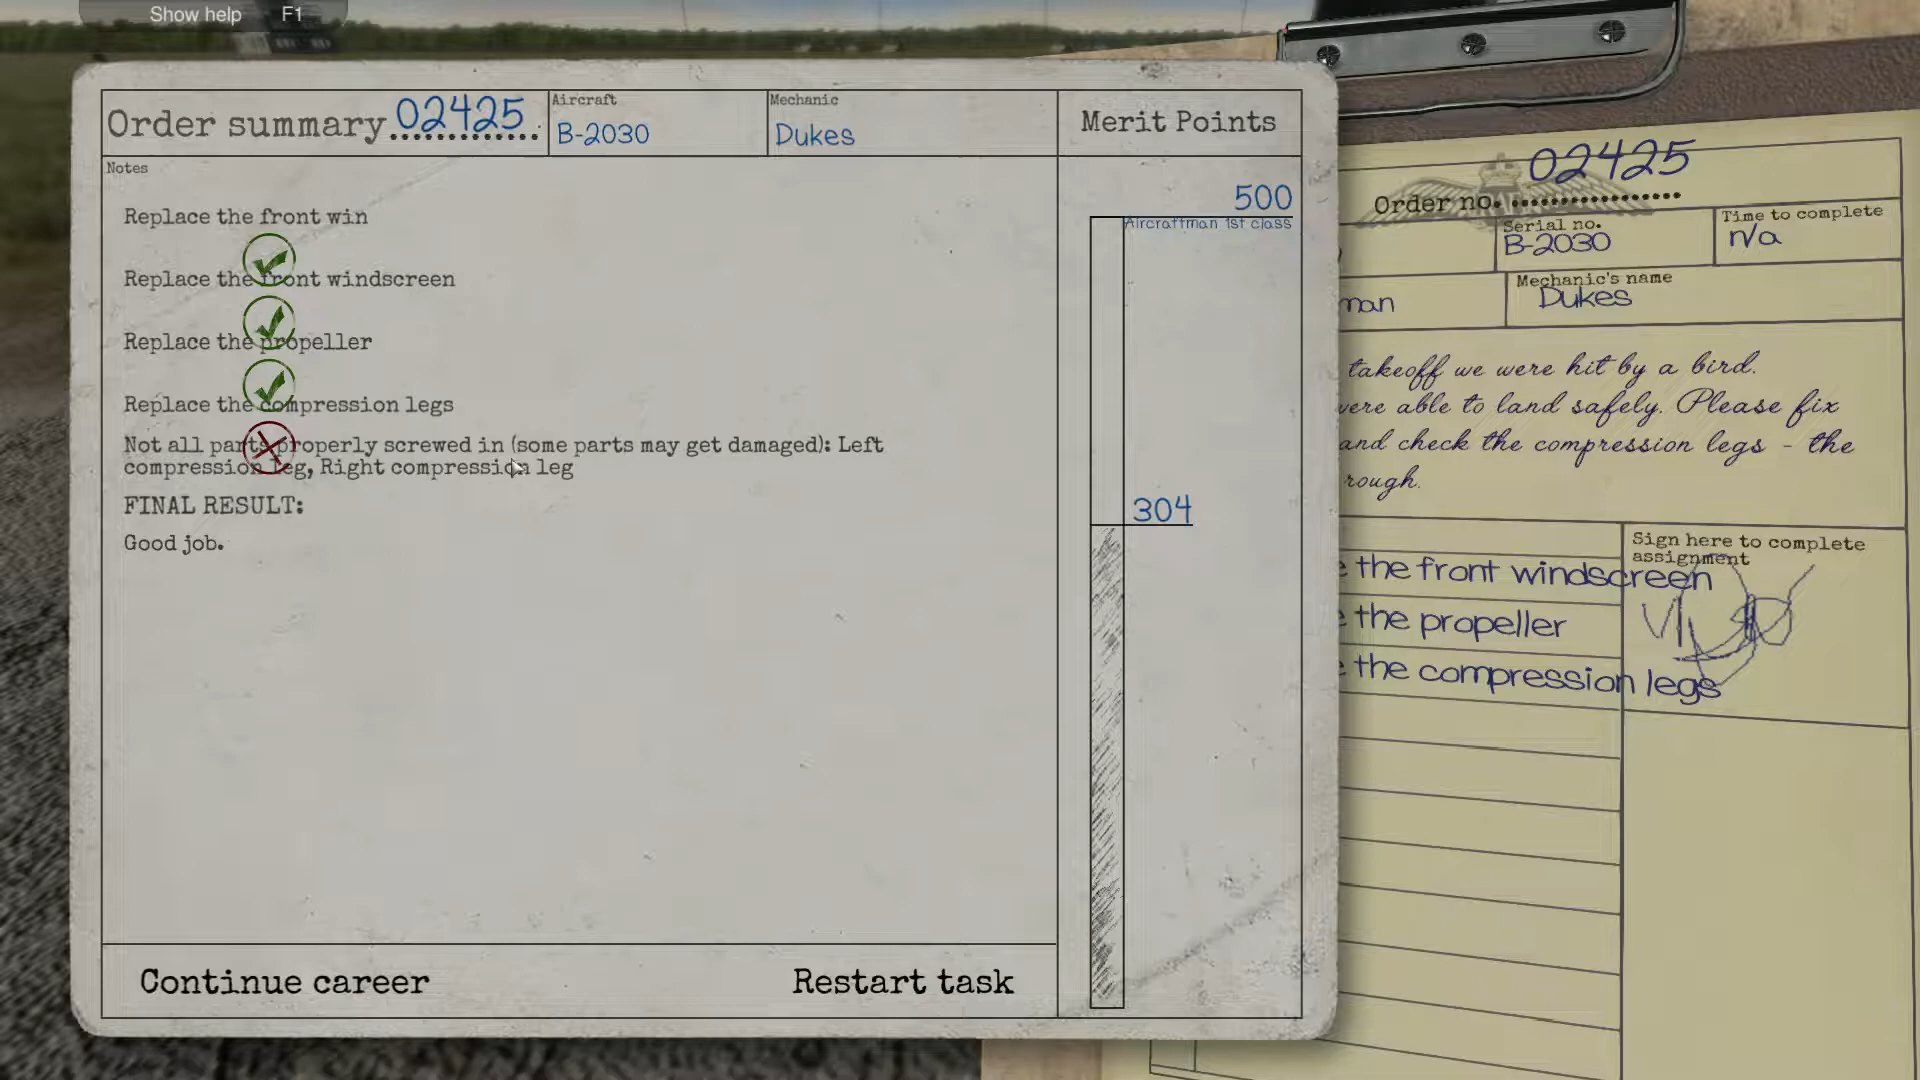 Show help F1
Order summary 02425
Aircraft
B-2030
Mechanic
Dukes
Merit Points
Notes
Replace the front win
Replace the front windscreen
Replace the propeller
Replace the compression legs
Not all parts properly screwed in (some parts may get damaged): Left
compression leg, Right compression leg
FINAL RESULT:
Good job.
500
Aircraftman 1st class
304
Continue career
Restart task
02425
Order no.
Serial no.
B-2030
Time to complete
n/a
man
Mechanic's name
Dukes
takeoff we were hit by a bird.
were able to land safely. Please fix
and check the compression legs - the
rough.
Sign here to complete
assignment
e the front windscreen
e the propeller
e the compression legs